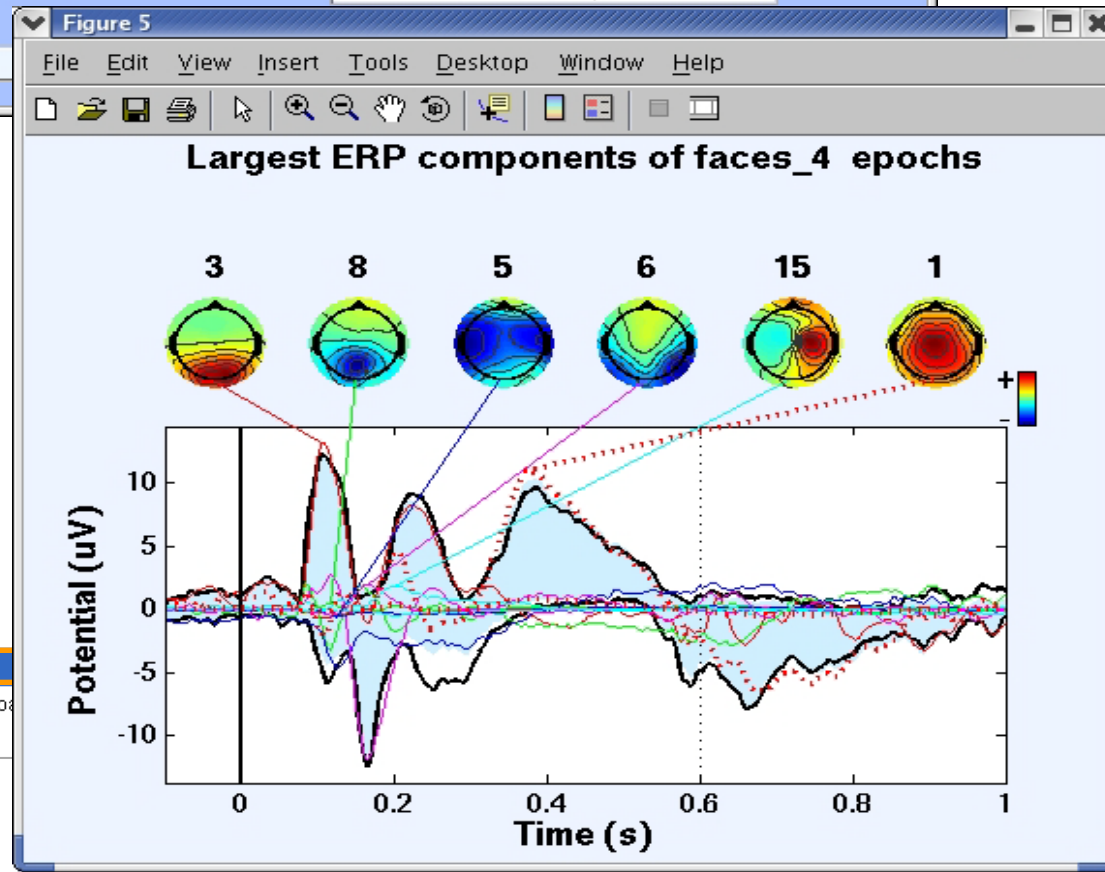 Figure 5
File Edit View Insert Tools Desktop Window Help
Largest ERP components of faces_4 epochs
3 8 5 6 15 1
+
-
10
5
0
-5
-10
Potential (uV)
0 0.2 0.4 0.6 0.8 1
Time (s)